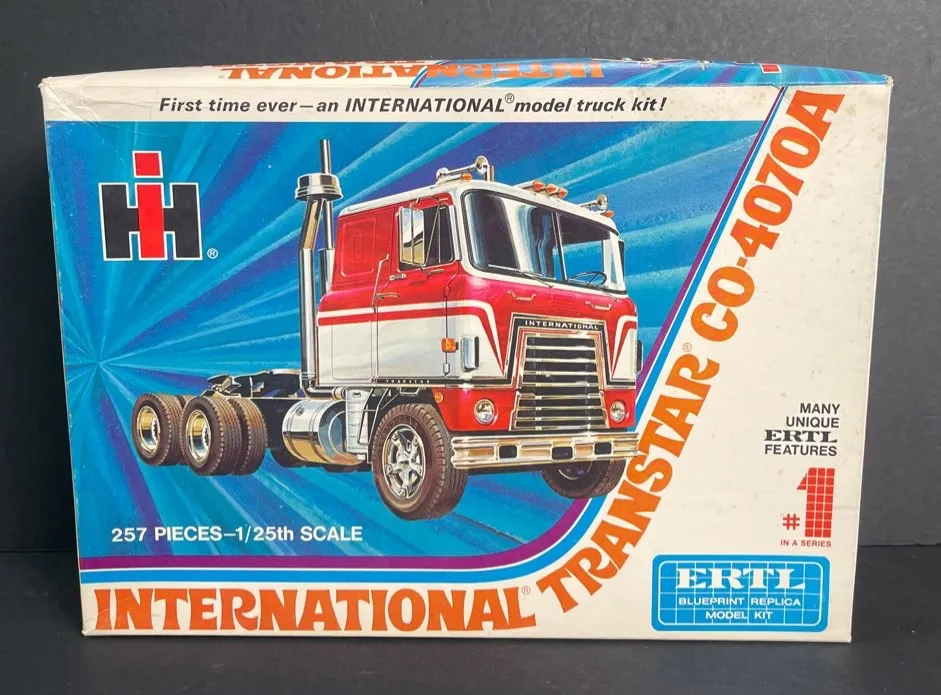 INTERNATIONAL INTERNATIONAL
First time ever—an INTERNATIONAL® model truck kit!
IH®
INTERNATIONAL
TRANSTAR
257 PIECES–1/25th SCALE
INTERNATIONAL® TRANSTAR® CO-4070A
MANY
UNIQUE
ERTL
FEATURES
#1
IN A SERIES
ERTL
BLUEPRINT REPLICA
MODEL KIT